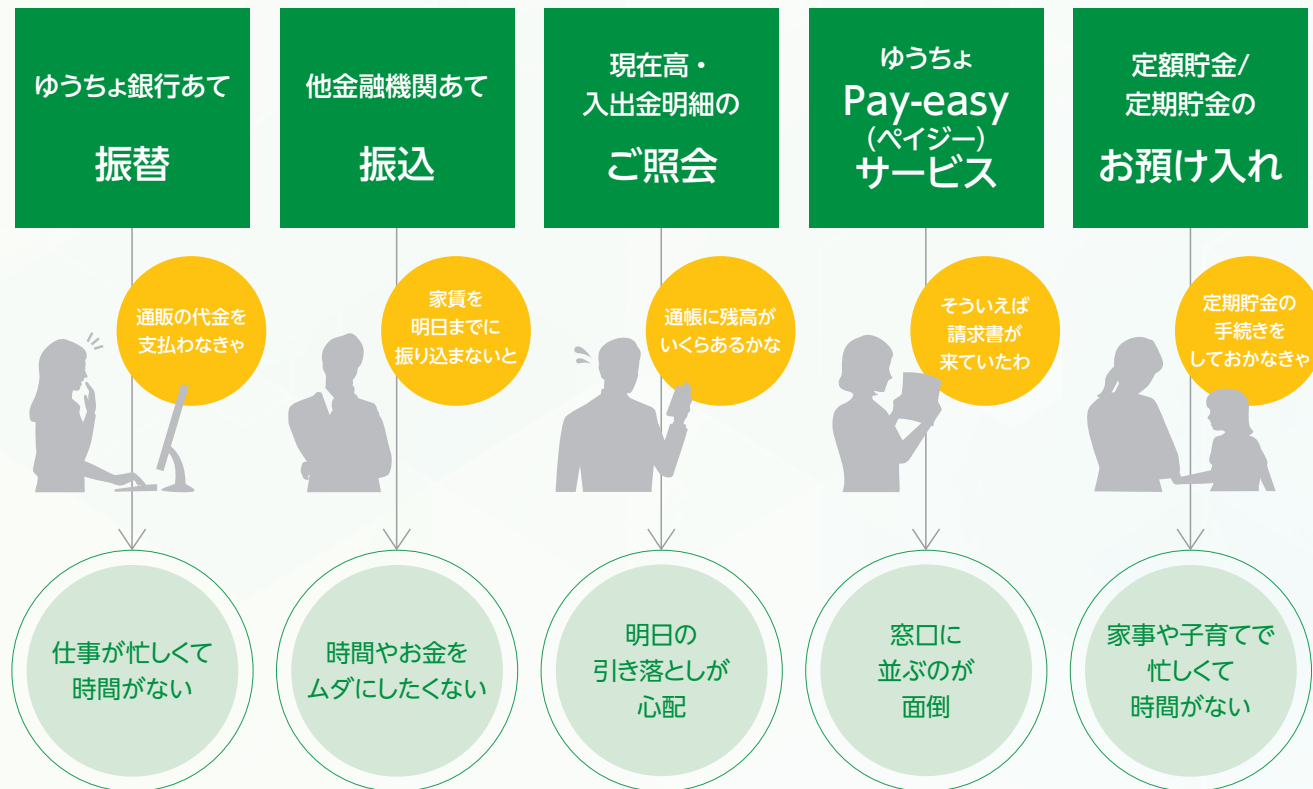 ゆうちょ銀行あて
振替
他金融機関あて
振込
現在高・
入出金明細の
ご照会
ゆうちょ
Pay-easy
(ペイジー)
サービス
定額貯金/
定期貯金の
お預け入れ
通販の代金を
支払わなきゃ
家賃を
明日までに
振り込まないと
通帳に残高が
いくらあるかな
そういえば
請求書が
来ていたわ
定期貯金の
手続きを
しておかなきゃ
仕事が忙しくて
時間がない
時間やお金を
ムダにしたくない
明日の
引き落としが
心配
窓口に
並ぶのが
面倒
家事や子育てで
忙しくて
時間がない